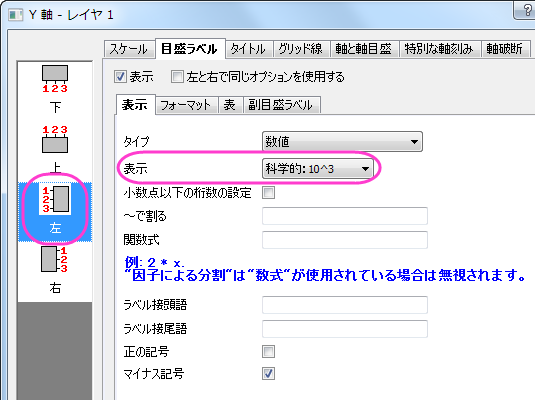 Y 軸 - レイヤ 1
?
スケール 目盛ラベル タイトル グリッド線 軸と軸目盛 特別な軸刻み 軸破断
表示 左と右で同じオプションを使用する
表示 フォーマット 表 副目盛ラベル
1 2 3
下
1 2 3
上
1
2
3
左
1
2
3
右
タイプ 数値
表示 科学的: 10^3
小数点以下の桁数の設定
～で割る
関数式
例: 2 * x.
"因子による分割"は"数式"が使用されている場合は無視されます。
ラベル接頭語
ラベル接尾語
正の記号
マイナス記号